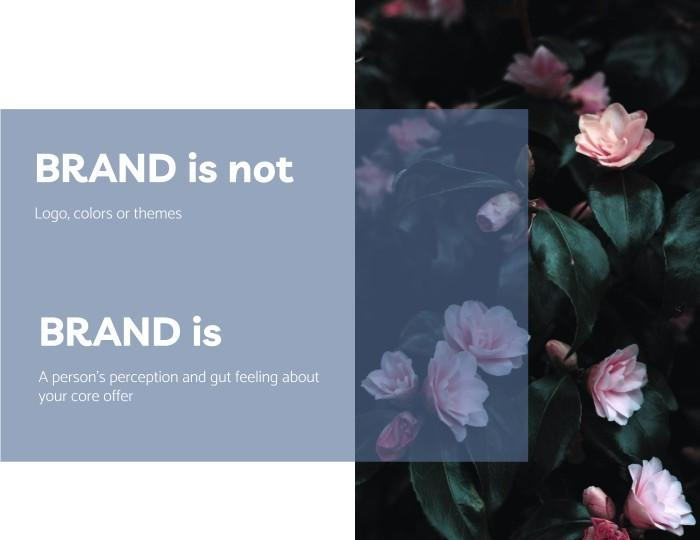 BRAND is not
Logo, colors or themes
BRAND is
A person's perception and gut feeling about
your core offer